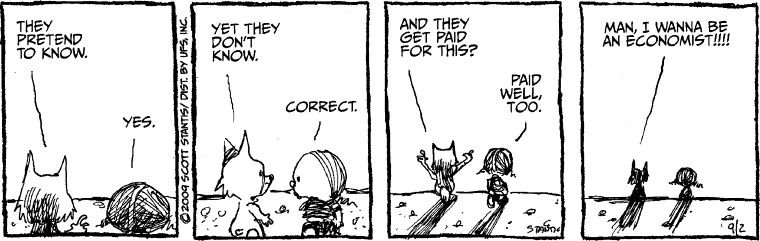 THEY
PRETEND
TO KNOW.
YES.
© 2009 SCOTT STANTIS/ DIST. BY UFS, INC.
YET THEY
DON'T
KNOW.
CORRECT.
AND THEY
GET PAID
FOR THIS?
PAID
WELL,
TOO.
STANTIS
MAN, I WANNA BE
AN ECONOMIST!!!!
9/2